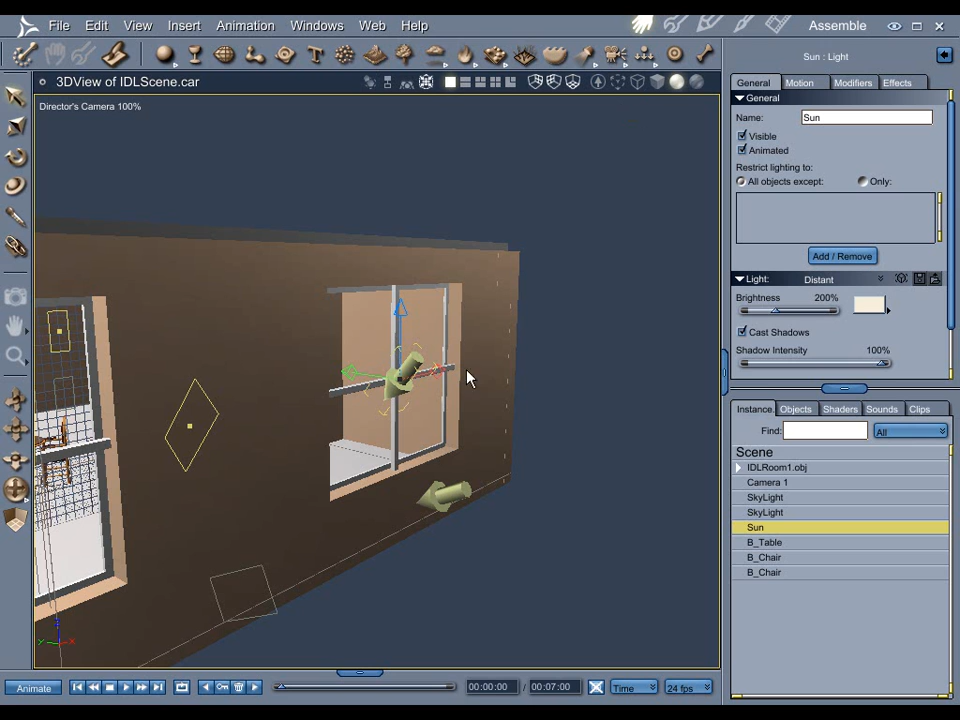 File Edit View Insert Animation Windows Web Help Assemble
3DView of IDLScene.car
Sun : Light
Director's Camera 100%
General Motion Modifiers Effects
General
Name: Sun
Visible
Animated
Restrict lighting to:
All objects except: Only:
Add / Remove
Light: Distant
Brightness 200%
Cast Shadows
Shadow Intensity 100%
Instance Objects Shaders Sounds Clips
Find: All
Scene
IDLRoom1.obj
Camera 1
SkyLight
SkyLight
Sun
B_Table
B_Chair
B_Chair
Y X
Animate 00:00:00 / 00:07:00 Time 24 fps